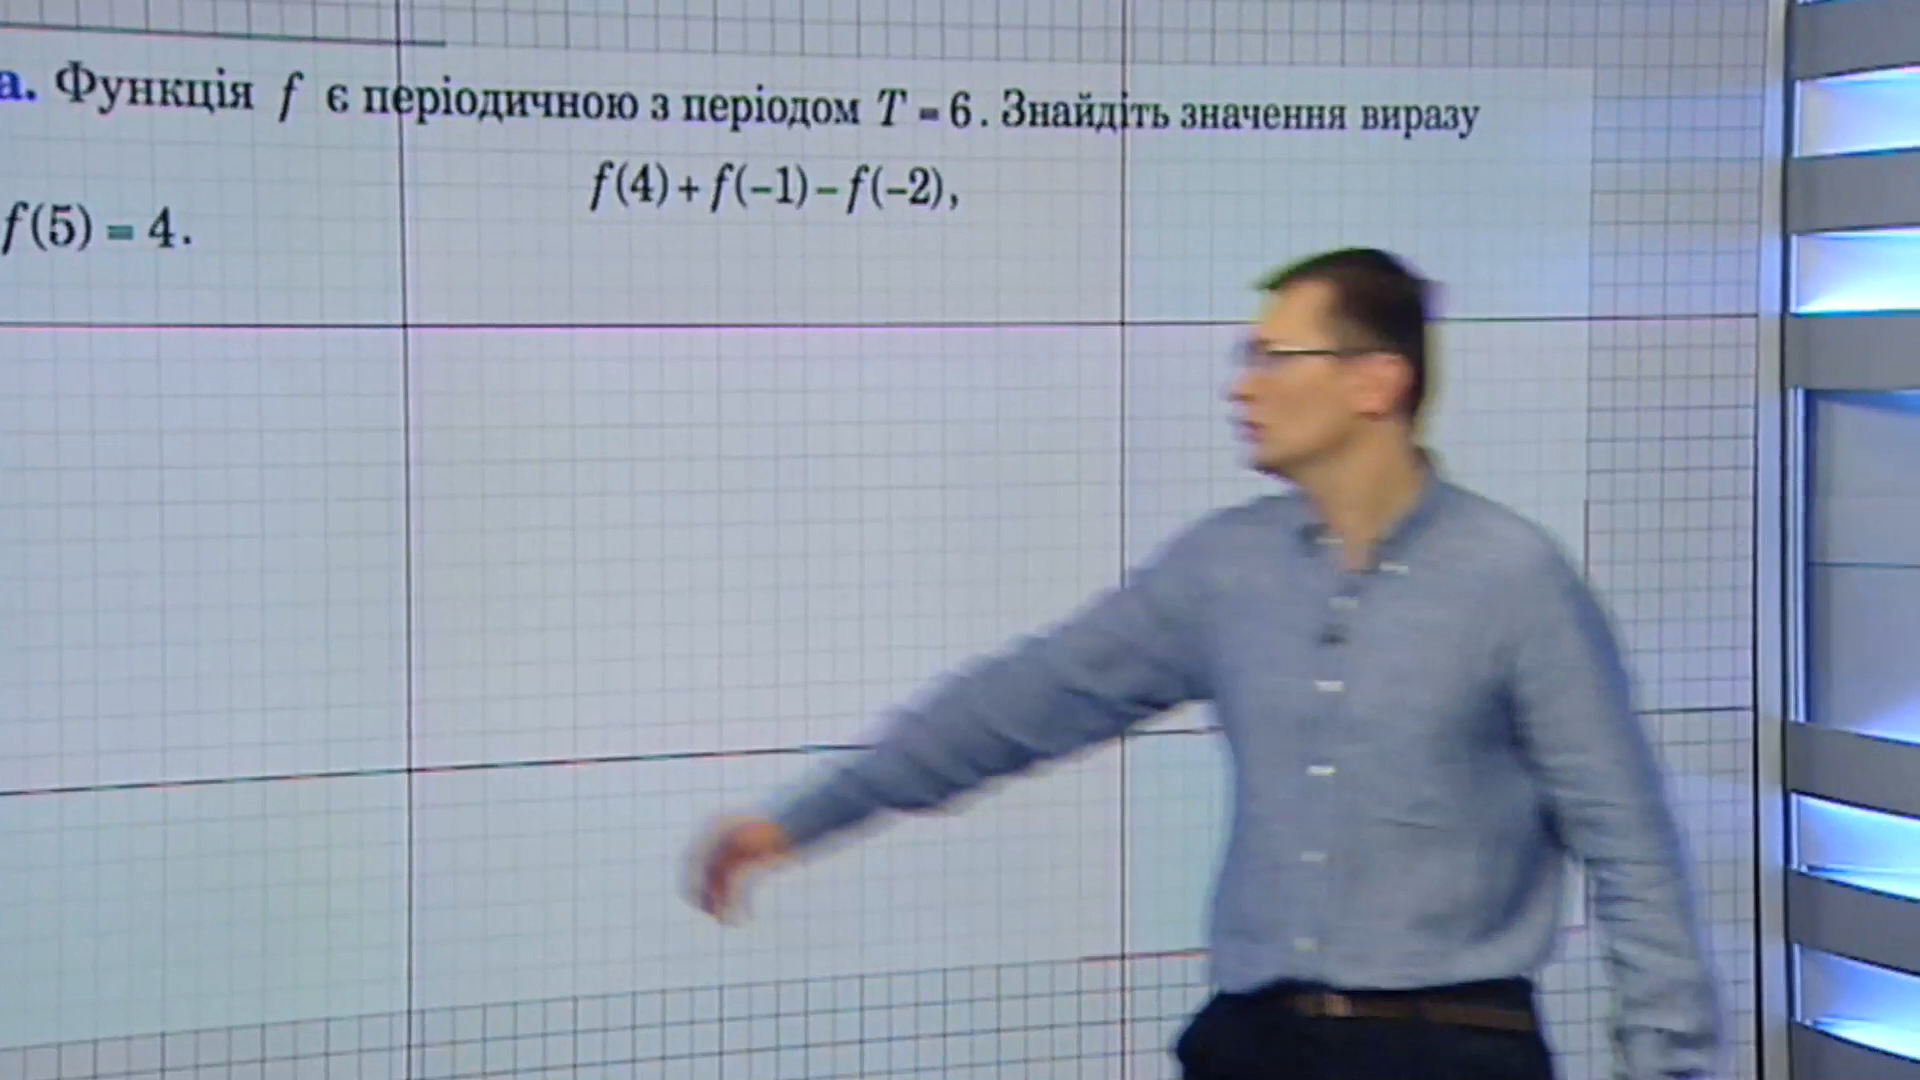 а. Функція f є періодичною з періодом T = 6. Знайдіть значення виразу
f(4) + f(−1) − f(−2),
f(5) = 4.